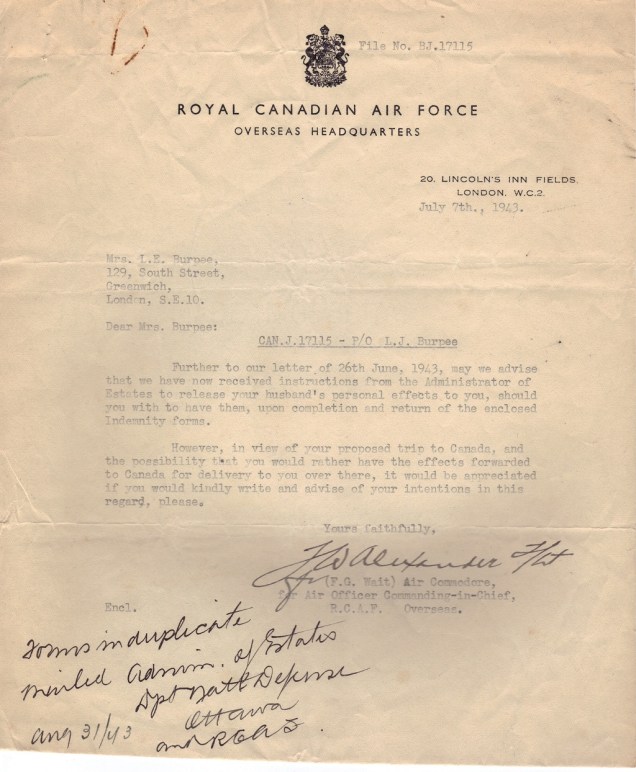 File No. BJ.17115
ROYAL CANADIAN AIR FORCE
OVERSEAS HEADQUARTERS
20, LINCOLN'S INN FIELDS,
LONDON, W.C.2.
July 7th., 1943.
Mrs. L.E. Burpee,
129, South Street,
Greenwich,
London, S.E.10.
Dear Mrs. Burpee:
CAN.J.17115 - P/O L.J. Burpee
Further to our letter of 26th June, 1943, may we advise
that we have now received instructions from the Administrator of
Estates to release your husband's personal effects to you, should
you with to have them, upon completion and return of the enclosed
Indemnity forms.
However, in view of your proposed trip to Canada, and
the possibility that you would rather have the effects forwarded
to Canada for delivery to you over there, it would be appreciated
if you would kindly write and advise of your intentions in this
regard, please.
Yours faithfully,
Alexander F/Lt
for (F.G. Wait) Air Commodore,
for Air Officer Commanding-in-Chief,
Encl. R.C.A.F. Overseas.
Forms in duplicate
mailed Admin. of Estates
Dpt Natl Defense
Ottawa
Aug 31/43 and